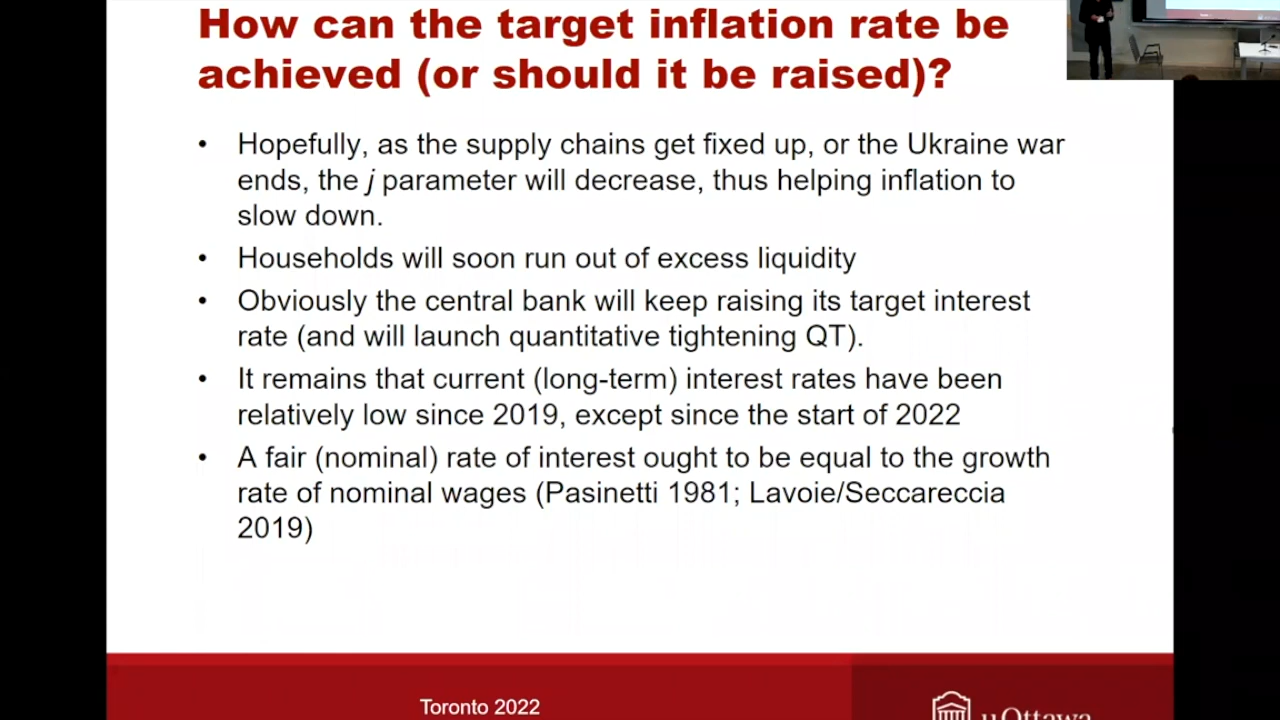 How can the target inflation rate be
achieved (or should it be raised)?
• Hopefully, as the supply chains get fixed up, or the Ukraine war
ends, the j parameter will decrease, thus helping inflation to
slow down.
• Households will soon run out of excess liquidity
• Obviously the central bank will keep raising its target interest
rate (and will launch quantitative tightening QT).
• It remains that current (long-term) interest rates have been
relatively low since 2019, except since the start of 2022
• A fair (nominal) rate of interest ought to be equal to the growth
rate of nominal wages (Pasinetti 1981; Lavoie/Seccareccia
2019)
Toronto 2022
uOttawa